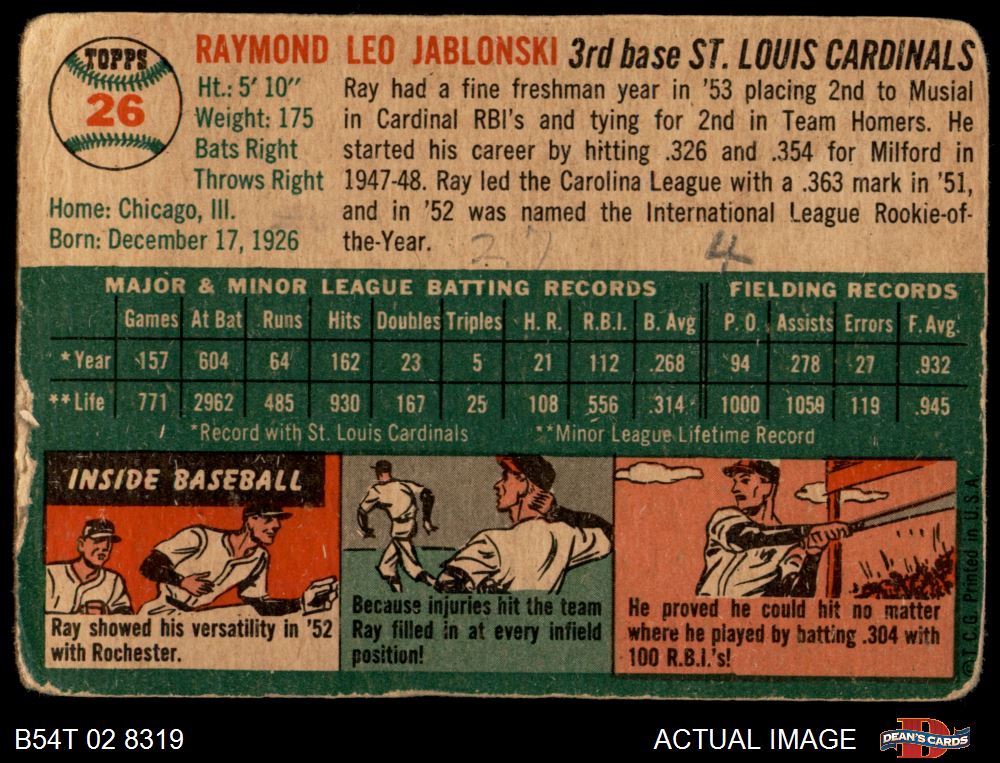 TOPPS
26
RAYMOND LEO JABLONSKI 3rd base ST. LOUIS CARDINALS
Ht.: 5' 10"
Weight: 175
Bats Right
Throws Right
Home: Chicago, Ill.
Born: December 17, 1926
Ray had a fine freshman year in '53 placing 2nd to Musial
in Cardinal RBI's and tying for 2nd in Team Homers. He
started his career by hitting .326 and .354 for Milford in
1947-48. Ray led the Carolina League with a .363 mark in '51,
and in '52 was named the International League Rookie-of-
the-Year.
27 4
MAJOR & MINOR LEAGUE BATTING RECORDS FIELDING RECORDS
Games At Bat Runs Hits Doubles Triples H. R. R.B.I. B. Avg P. O. Assists Errors F. Avg.
*Year 157 604 64 162 23 5 21 112 .268 94 278 27 .932
**Life 771 2962 485 930 167 25 108 556 .314 1000 1059 119 .945
*Record with St. Louis Cardinals **Minor League Lifetime Record
INSIDE BASEBALL
Ray showed his versatility in '52
with Rochester.
Because injuries hit the team
Ray filled in at every infield
position!
He proved he could hit no matter
where he played by batting .304 with
100 R.B.I.'s!
©T.C.G. Printed in U.S.A.
B54T 02 8319
ACTUAL IMAGE
DEAN'S CARDS